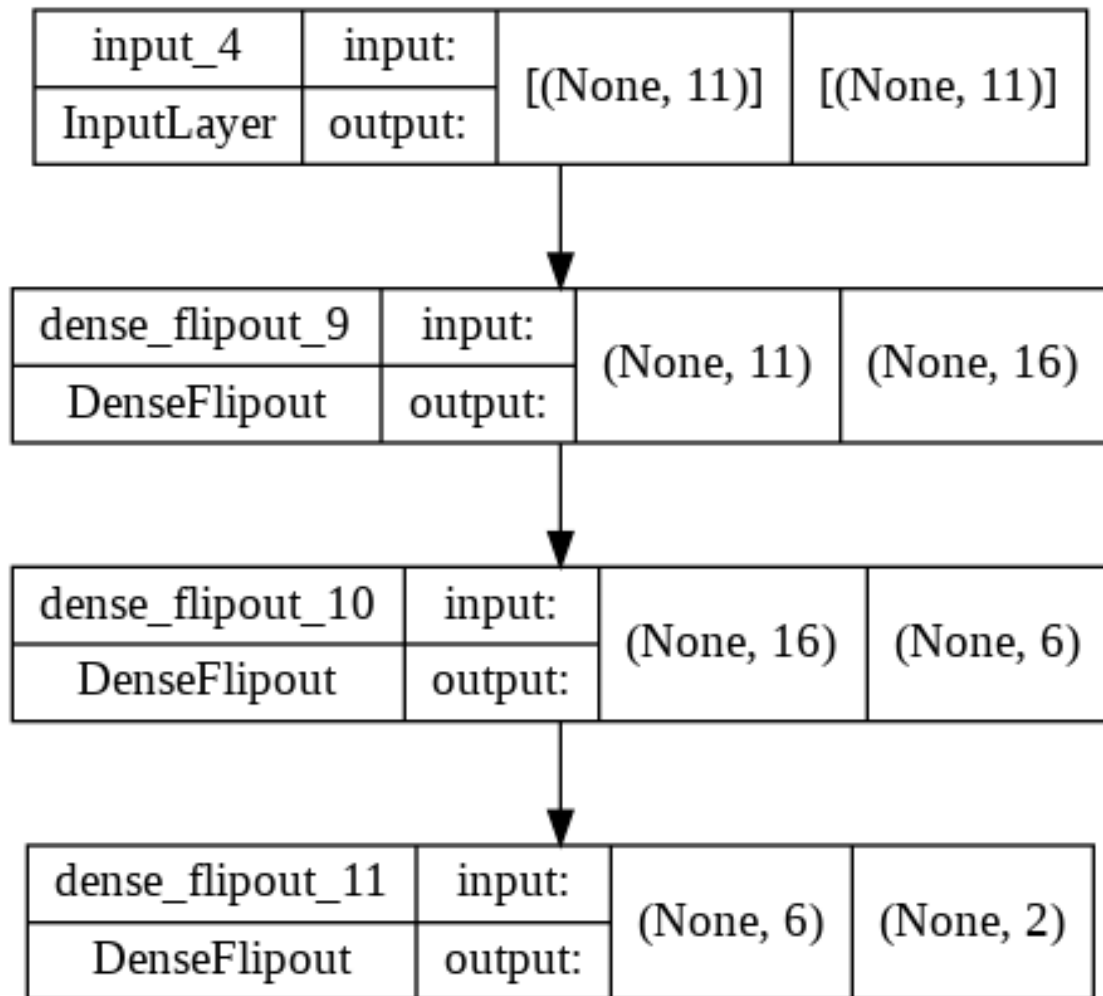 input_4 input: [(None, 11)] [(None, 11)]
InputLayer output:
dense_flipout_9 input: (None, 11) (None, 16)
DenseFlipout output:
dense_flipout_10 input: (None, 16) (None, 6)
DenseFlipout output:
dense_flipout_11 input: (None, 6) (None, 2)
DenseFlipout output: